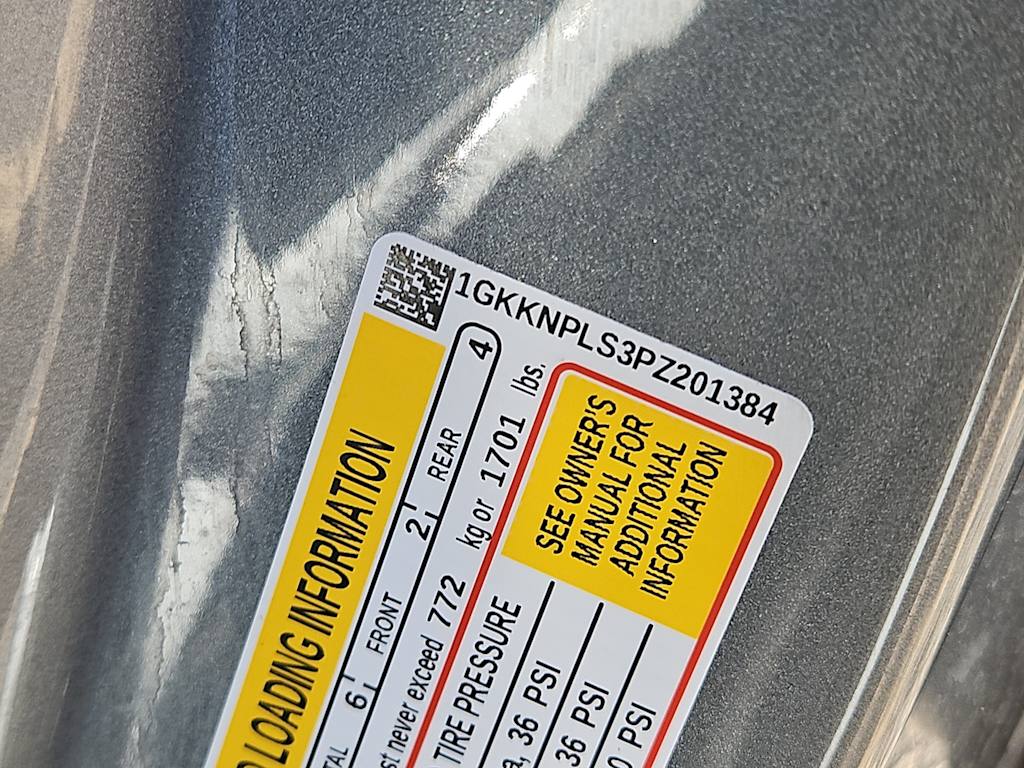 1GKKNPLS3PZ201384
LOADING INFORMATION
6 FRONT 2 REAR 4
never exceed 772 kg or 1701 lbs.
TIRE PRESSURE
36 PSI
36 PSI
PSI
SEE OWNER'S
MANUAL FOR
ADDITIONAL
INFORMATION